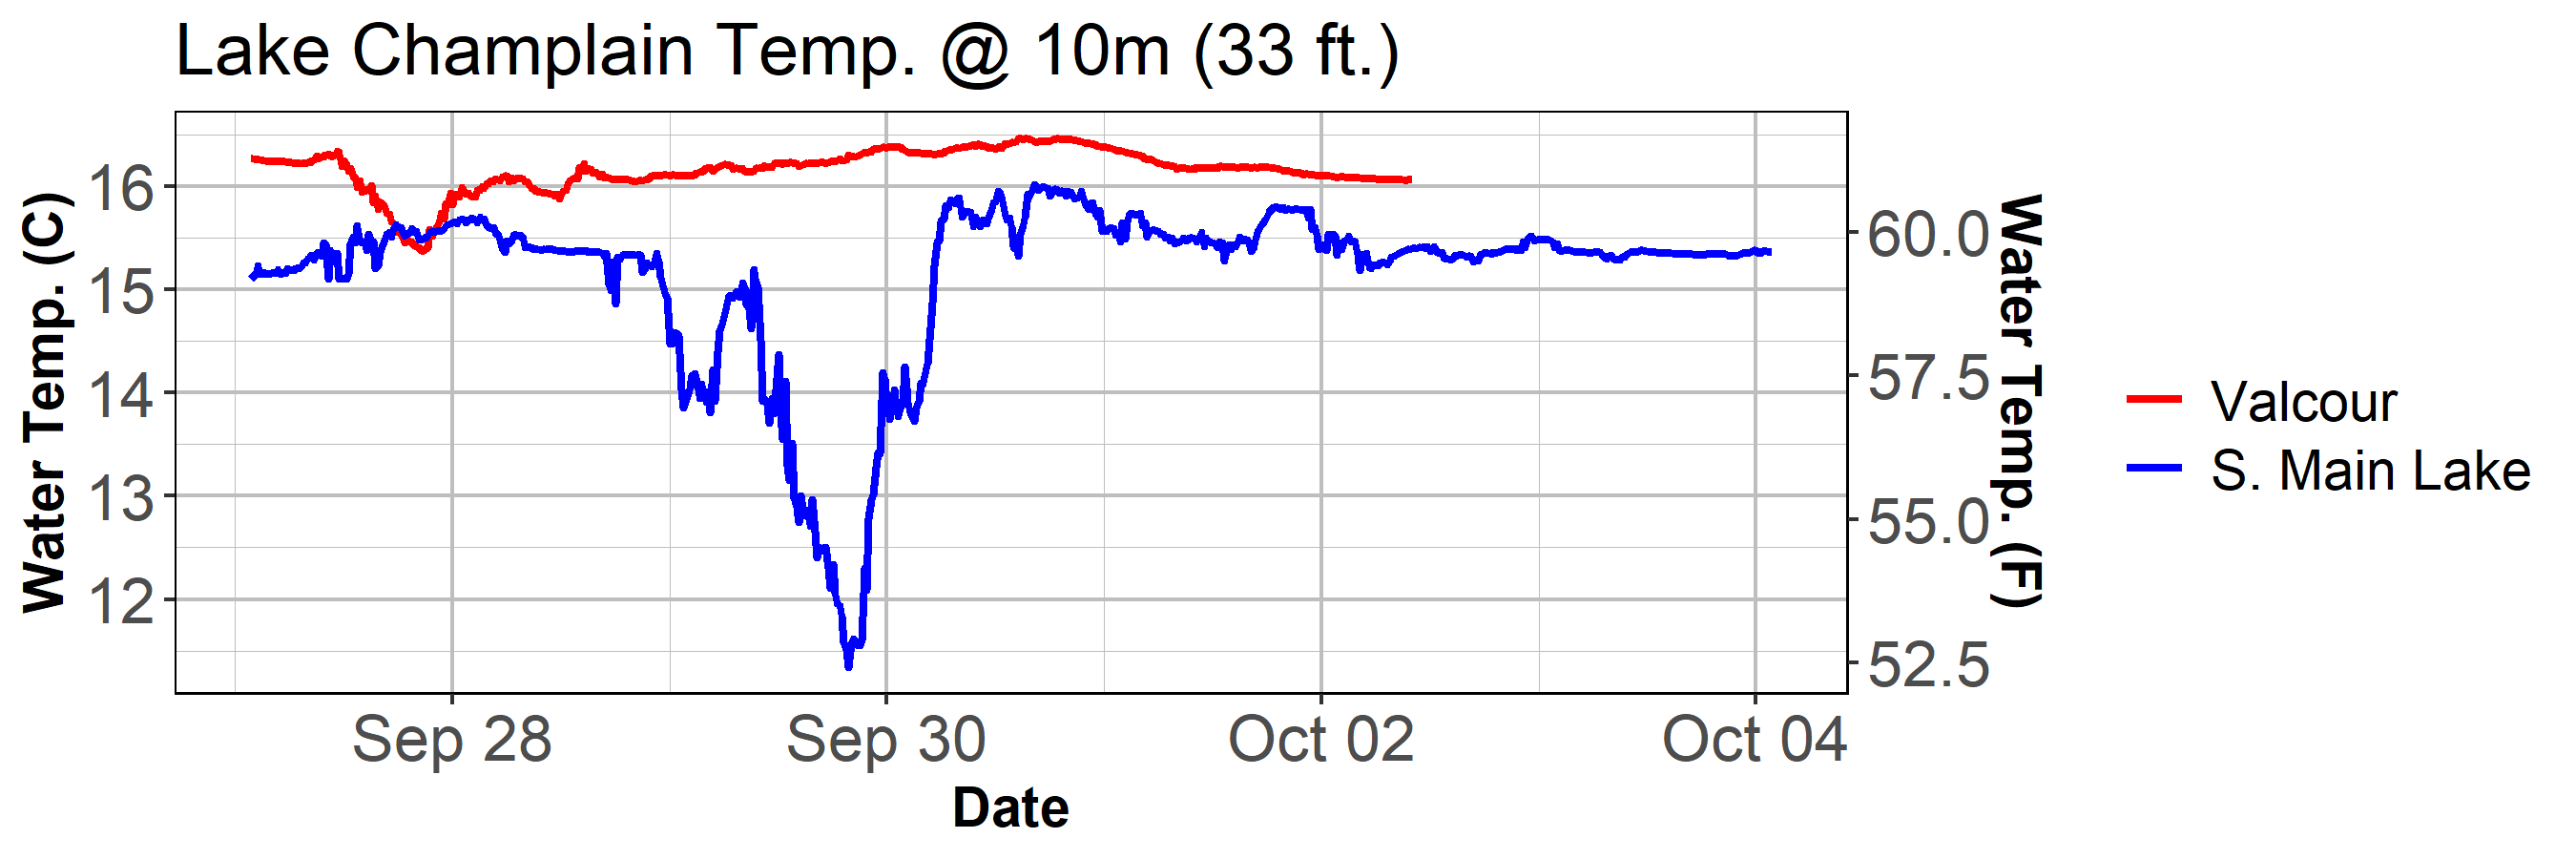 Lake Champlain Temp. @ 10m (33 ft.)
Water Temp. (C)
16
15
14
13
12
60.0
57.5
55.0
52.5
Water Temp. (F)
Sep 28
Sep 30
Oct 02
Oct 04
Date
Valcour
S. Main Lake